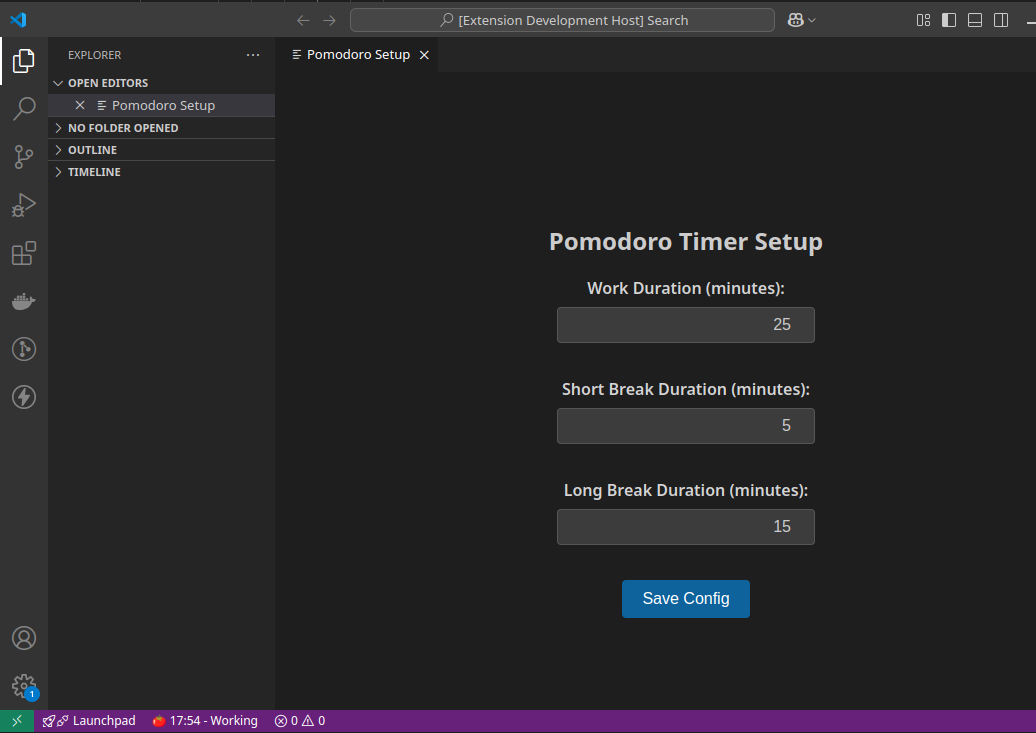 [Extension Development Host] Search
EXPLORER
Pomodoro Setup
OPEN EDITORS
Pomodoro Setup
NO FOLDER OPENED
OUTLINE
TIMELINE
Pomodoro Timer Setup
Work Duration (minutes):
25
Short Break Duration (minutes):
5
Long Break Duration (minutes):
15
Save Config
1
Launchpad
17:54 - Working
0 0